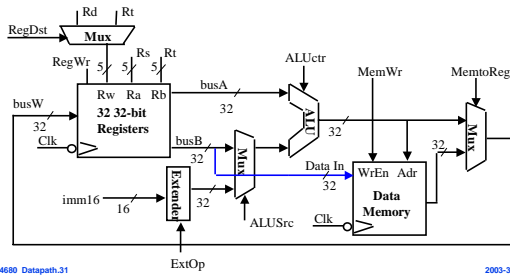 Rd Rt
RegDst Mux
RegWr 5 5 Rs 5 Rt
ALUctr
MemWr MemtoReg
busW Rw Ra Rb busA
32 32 32-bit Registers 32 ALU 32
Clk busB
32 Mux Data In 32 Mux
WrEn Adr
32
imm16 Extender 32 Data Memory
16 Clk
ALUSrc
ExtOp
4680 Datapath.31 2003-3